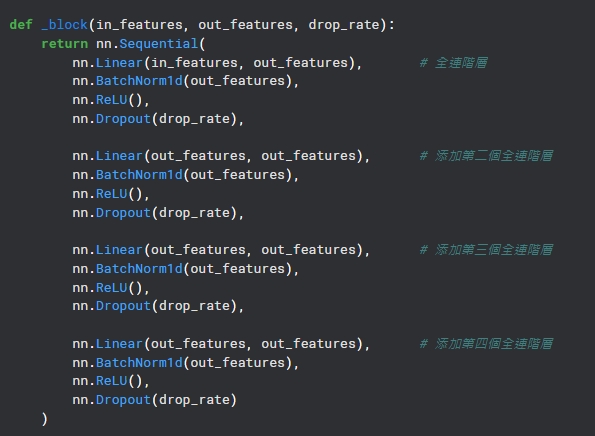 def _block(in_features, out_features, drop_rate):
    return nn.Sequential(
        nn.Linear(in_features, out_features),       # 全連階層
        nn.BatchNorm1d(out_features),
        nn.ReLU(),
        nn.Dropout(drop_rate),

        nn.Linear(out_features, out_features),      # 添加第二個全連階層
        nn.BatchNorm1d(out_features),
        nn.ReLU(),
        nn.Dropout(drop_rate),

        nn.Linear(out_features, out_features),      # 添加第三個全連階層
        nn.BatchNorm1d(out_features),
        nn.ReLU(),
        nn.Dropout(drop_rate),

        nn.Linear(out_features, out_features),      # 添加第四個全連階層
        nn.BatchNorm1d(out_features),
        nn.ReLU(),
        nn.Dropout(drop_rate)
    )